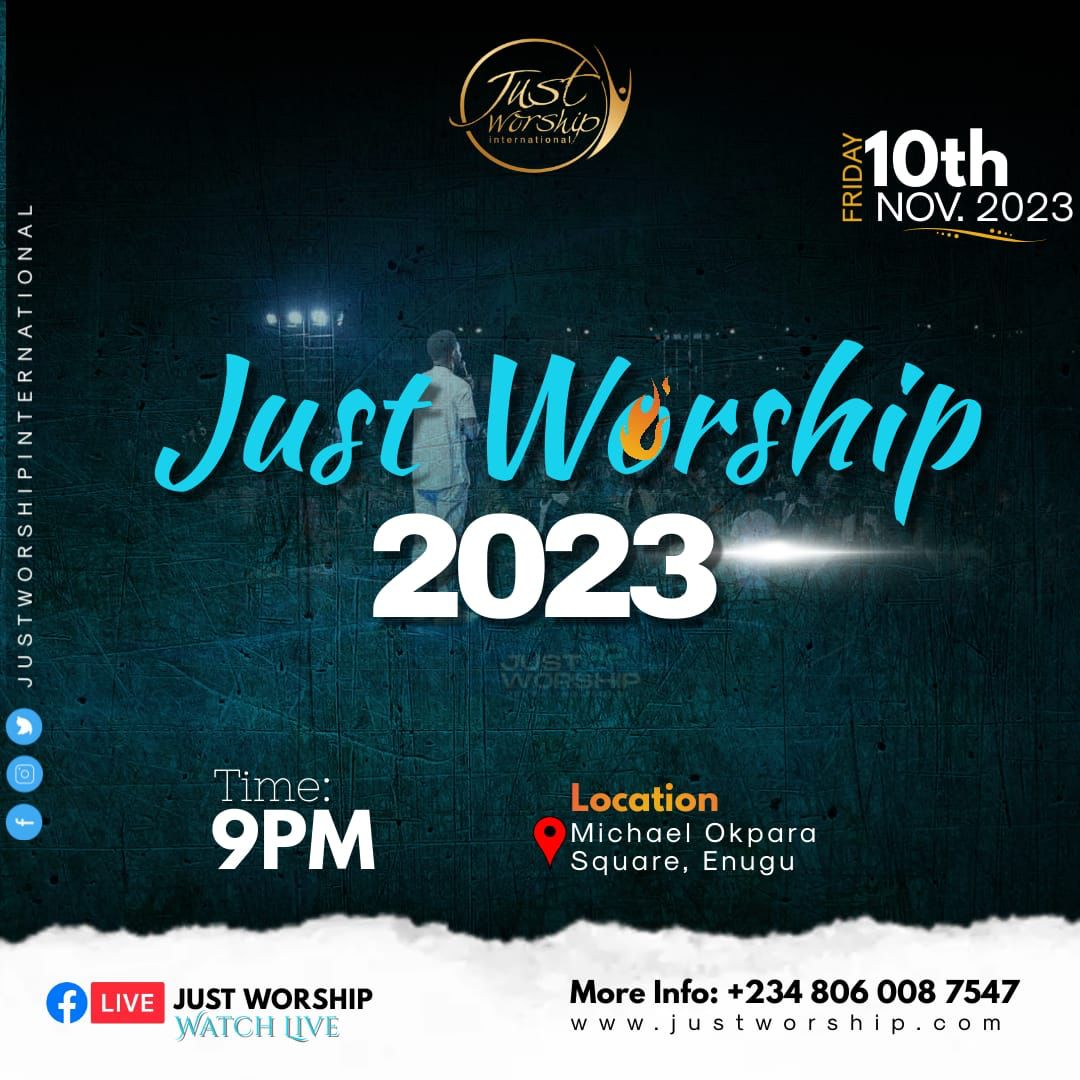 Just
Worship
international
FRIDAY
10th
NOV. 2023
JUSTWORSHIPINTERNATIONAL
Just Worship
2023
JUST
WORSHIP
Time:
9PM
Location
Michael Okpara
Square, Enugu
LIVE
JUST WORSHIP
WATCH LIVE
More Info: +234 806 008 7547
www.justworship.com